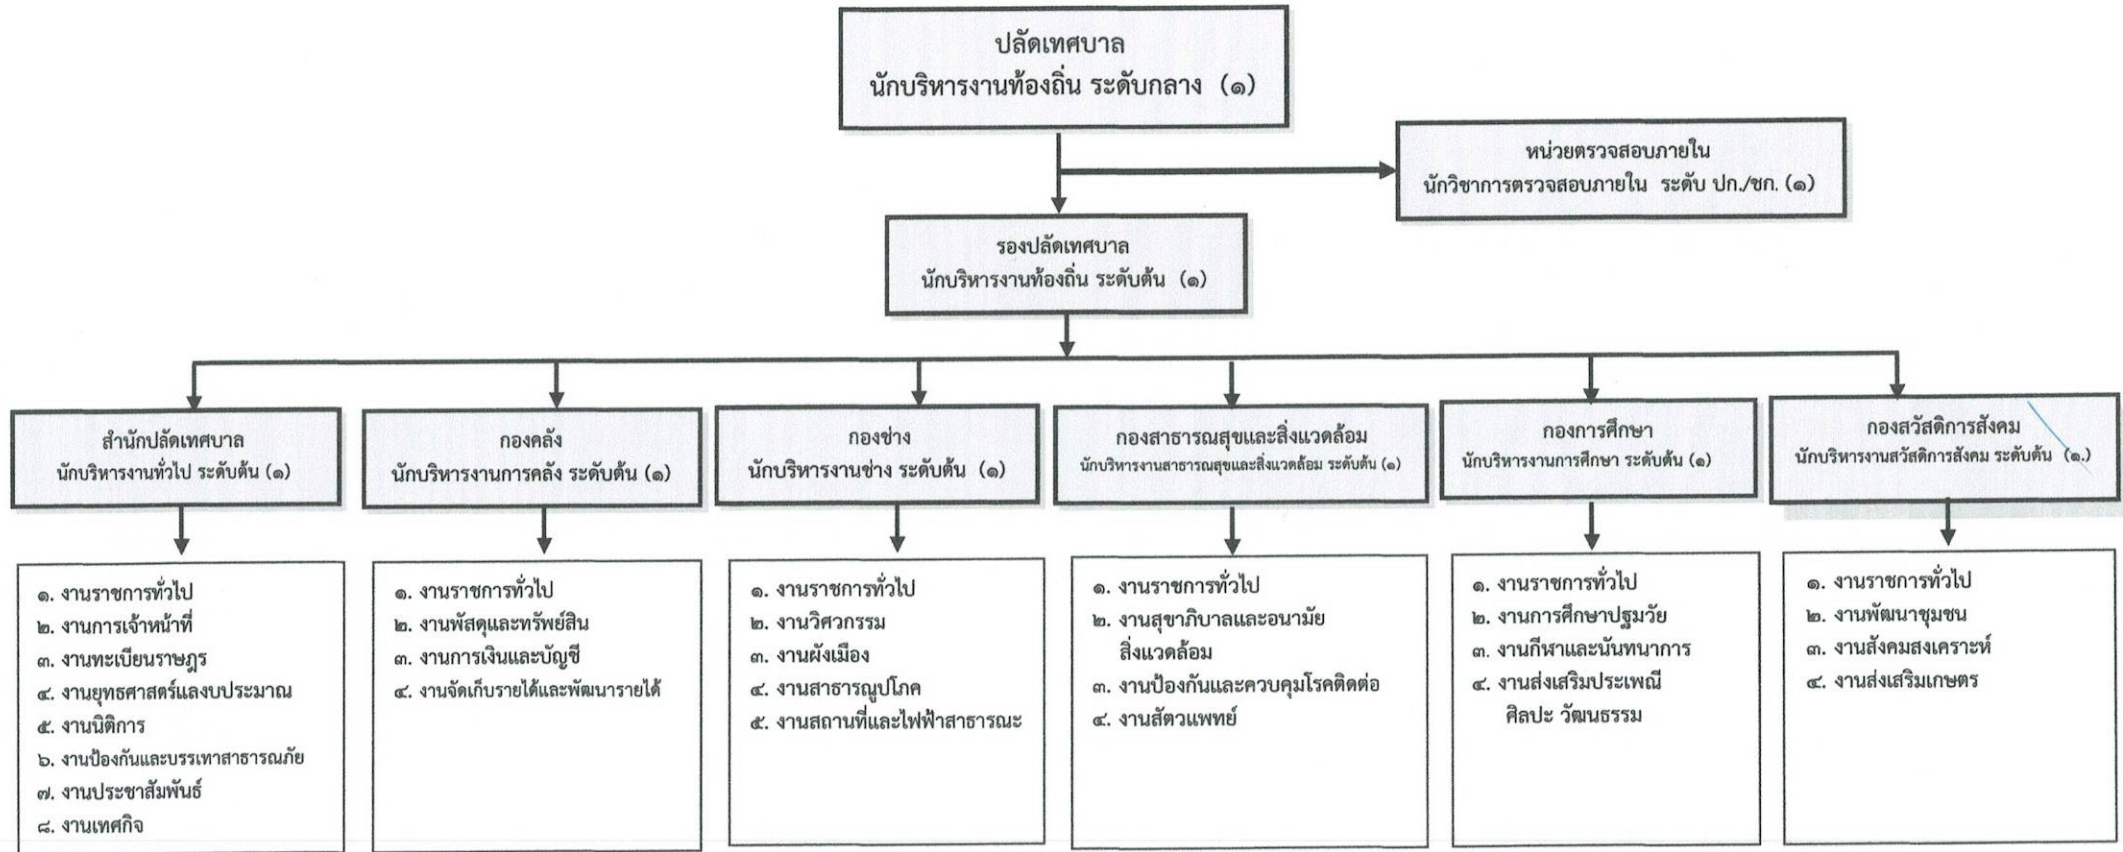 ปลัดเทศบาล
นักบริหารงานท้องถิ่น ระดับกลาง (๑)
หน่วยตรวจสอบภายใน
นักวิชาการตรวจสอบภายใน ระดับ ปก./ชก. (๑)
รองปลัดเทศบาล
นักบริหารงานท้องถิ่น ระดับต้น (๑)
สำนักปลัดเทศบาล
นักบริหารงานทั่วไป ระดับต้น (๑)
กองคลัง
นักบริหารงานการคลัง ระดับต้น (๑)
กองช่าง
นักบริหารงานช่าง ระดับต้น (๑)
กองสาธารณสุขและสิ่งแวดล้อม
นักบริหารงานสาธารณสุขและสิ่งแวดล้อม ระดับต้น (๑)
กองการศึกษา
นักบริหารงานการศึกษา ระดับต้น (๑)
กองสวัสดิการสังคม
นักบริหารงานสวัสดิการสังคม ระดับต้น (๑.)
๑. งานราชการทั่วไป
๒. งานการเจ้าหน้าที่
๓. งานทะเบียนราษฎร
๔. งานยุทธศาสตร์แลงบประมาณ
๕. งานนิติการ
๖. งานป้องกันและบรรเทาสาธารณภัย
๗. งานประชาสัมพันธ์
๘. งานเทศกิจ
๑. งานราชการทั่วไป
๒. งานพัสดุและทรัพย์สิน
๓. งานการเงินและบัญชี
๔. งานจัดเก็บรายได้และพัฒนารายได้
๑. งานราชการทั่วไป
๒. งานวิศวกรรม
๓. งานผังเมือง
๔. งานสาธารณูปโภค
๕. งานสถานที่และไฟฟ้าสาธารณะ
๑. งานราชการทั่วไป
๒. งานสุขาภิบาลและอนามัย
สิ่งแวดล้อม
๓. งานป้องกันและควบคุมโรคติดต่อ
๔. งานสัตวแพทย์
๑. งานราชการทั่วไป
๒. งานการศึกษาปฐมวัย
๓. งานกีฬาและนันทนาการ
๔. งานส่งเสริมประเพณี
ศิลปะ วัฒนธรรม
๑. งานราชการทั่วไป
๒. งานพัฒนาชุมชน
๓. งานสังคมสงเคราะห์
๔. งานส่งเสริมเกษตร